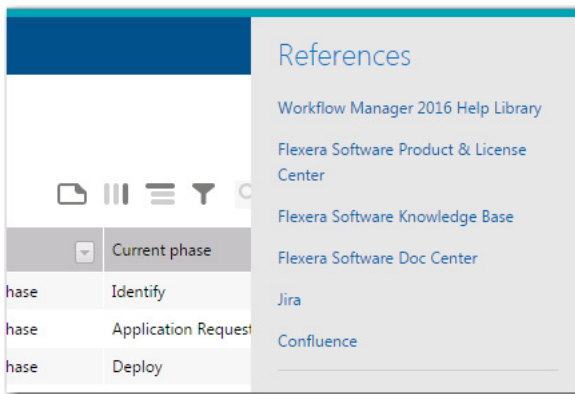 References
Workflow Manager 2016 Help Library
Flexera Software Product & License
Center
Flexera Software Knowledge Base
Flexera Software Doc Center
Jira
Confluence
Current phase
hase Identify
hase Application Request
hase Deploy